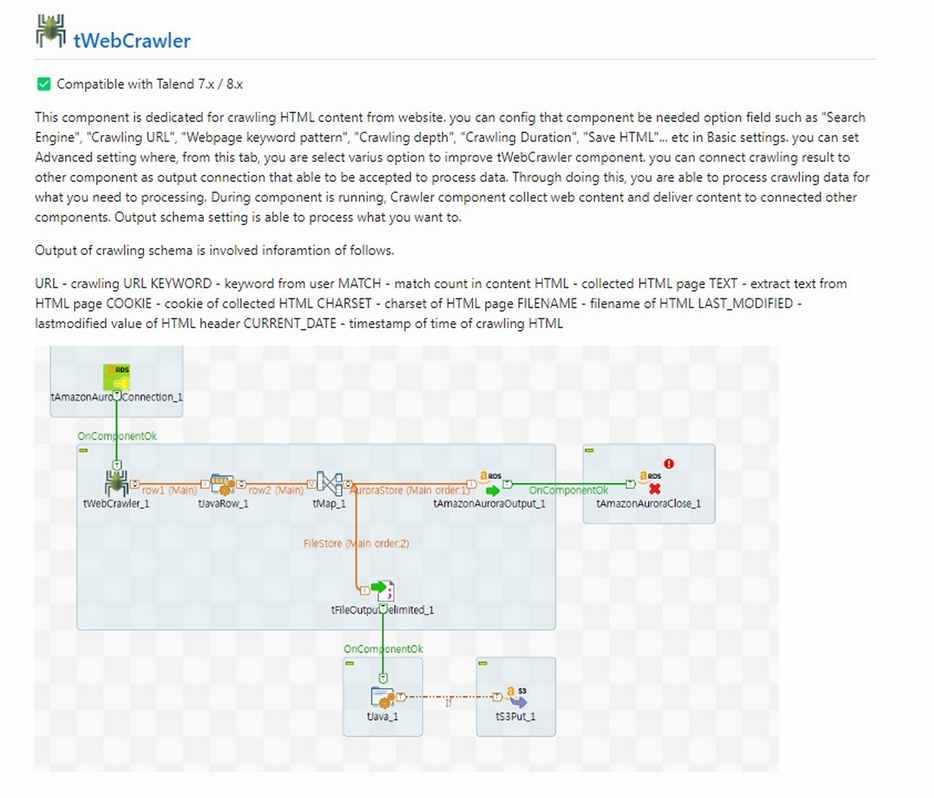 tWebCrawler
Compatible with Talend 7.x / 8.x
This component is dedicated for crawling HTML content from website. you can config that component be needed option field such as "Search
Engine", "Crawling URL", "Webpage keyword pattern", "Crawling depth", "Crawling Duration", "Save HTML"... etc in Basic settings. you can set
Advanced setting where, from this tab, you are select varius option to improve tWebCrawler component. you can connect crawling result to
other component as output connection that able to be accepted to process data. Through doing this, you are able to process crawling data for
what you need to processing. During component is running, Crawler component collect web content and deliver content to connected other
components. Output schema setting is able to process what you want to.
Output of crawling schema is involved inforamtion of follows.
URL - crawling URL KEYWORD - keyword from user MATCH - match count in content HTML - collected HTML page TEXT - extract text from
HTML page COOKIE - cookie of collected HTML CHARSET - charset of HTML page FILENAME - filename of HTML LAST_MODIFIED -
lastmodified value of HTML header CURRENT_DATE - timestamp of time of crawling HTML
RDS
tAmazonAuroraConnection_1
OnComponentOk
row1 (Main)
row2 (Main)
AuroraStore (Main order:1)
RDS
OnComponentOk
RDS
tWebCrawler_1
tJavaRow_1
tMap_1
tAmazonAuroraOutput_1
tAmazonAuroraClose_1
FileStore (Main order:2)
tFileOutputDelimited_1
OnComponentOk
If
S3
tJava_1
tS3Put_1